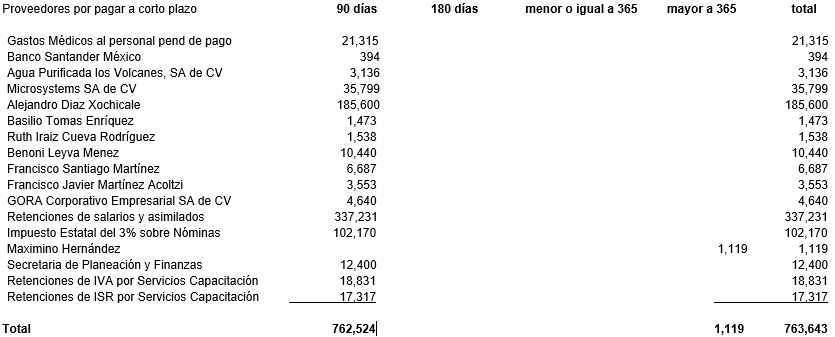 Proveedores por pagar a corto plazo 90 días 180 días menor o igual a 365 mayor a 365 total
Gastos Médicos al personal pend de pago 21,315 21,315
Banco Santander México 394 394
Agua Purificada los Volcanes, SA de CV 3,136 3,136
Microsystems SA de CV 35,799 35,799
Alejandro Diaz Xochicale 185,600 185,600
Basilio Tomas Enríquez 1,473 1,473
Ruth Iraiz Cueva Rodríguez 1,538 1,538
Benoni Leyva Menez 10,440 10,440
Francisco Santiago Martínez 6,687 6,687
Francisco Javier Martínez Acoltzi 3,553 3,553
GORA Corporativo Empresarial SA de CV 4,640 4,640
Retenciones de salarios y asimilados 337,231 337,231
Impuesto Estatal del 3% sobre Nóminas 102,170 102,170
Maximino Hernández 1,119 1,119
Secretaria de Planeación y Finanzas 12,400 12,400
Retenciones de IVA por Servicios Capacitación 18,831 18,831
Retenciones de ISR por Servicios Capacitación 17,317 17,317
Total 762,524 1,119 763,643